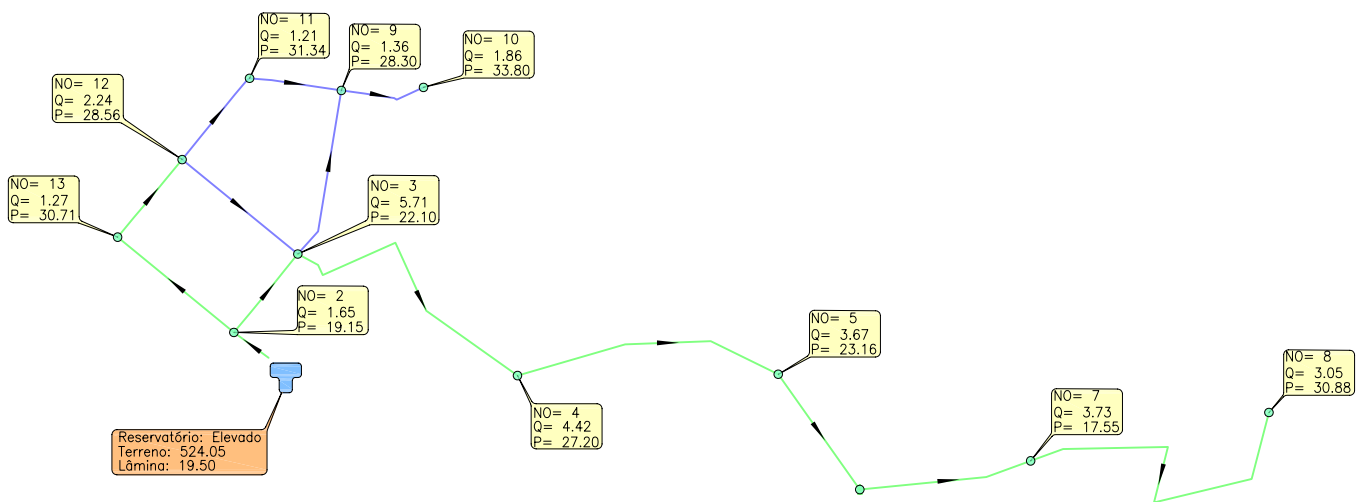 NO= 11
Q= 1.21
P= 31.34
NO= 9
Q= 1.36
P= 28.30
NO= 10
Q= 1.86
P= 33.80
NO= 12
Q= 2.24
P= 28.56
NO= 13
Q= 1.27
P= 30.71
NO= 3
Q= 5.71
P= 22.10
NO= 2
Q= 1.65
P= 19.15
NO= 5
Q= 3.67
P= 23.16
NO= 8
Q= 3.05
P= 30.88
NO= 7
Q= 3.73
P= 17.55
NO= 4
Q= 4.42
P= 27.20
Reservatório: Elevado
Terreno: 524.05
Lâmina: 19.50